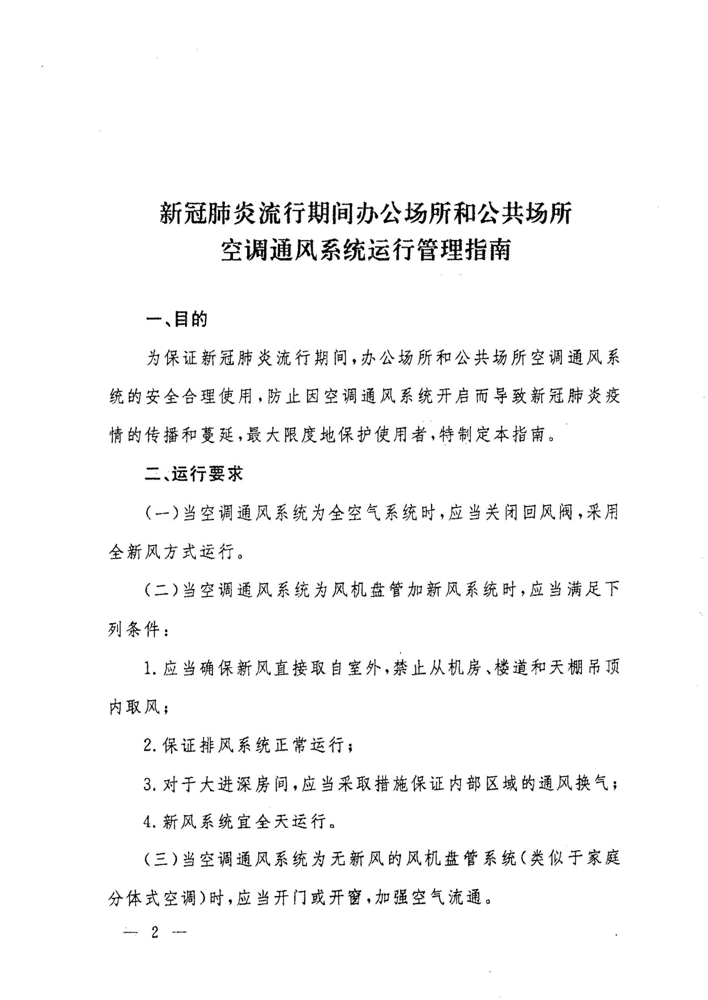 新冠肺炎流行期间办公场所和公共场所
空调通风系统运行管理指南
一、目的
为保证新冠肺炎流行期间,办公场所和公共场所空调通风系
统的安全合理使用,防止因空调通风系统开启而导致新冠肺炎疫
情的传播和蔓延,最大限度地保护使用者,特制定本指南。
二、运行要求
(一)当空调通风系统为全空气系统时,应当关闭回风阀,采用
全新风方式运行。
(二)当空调通风系统为风机盘管加新风系统时,应当满足下
列条件:
1. 应当确保新风直接取自室外,禁止从机房、楼道和天棚吊顶
内取风;
2. 保证排风系统正常运行;
3. 对于大进深房间,应当采取措施保证内部区域的通风换气;
4. 新风系统宜全天运行。
(三)当空调通风系统为无新风的风机盘管系统(类似于家庭
分体式空调)时,应当开门或开窗,加强空气流通。
— 2 —